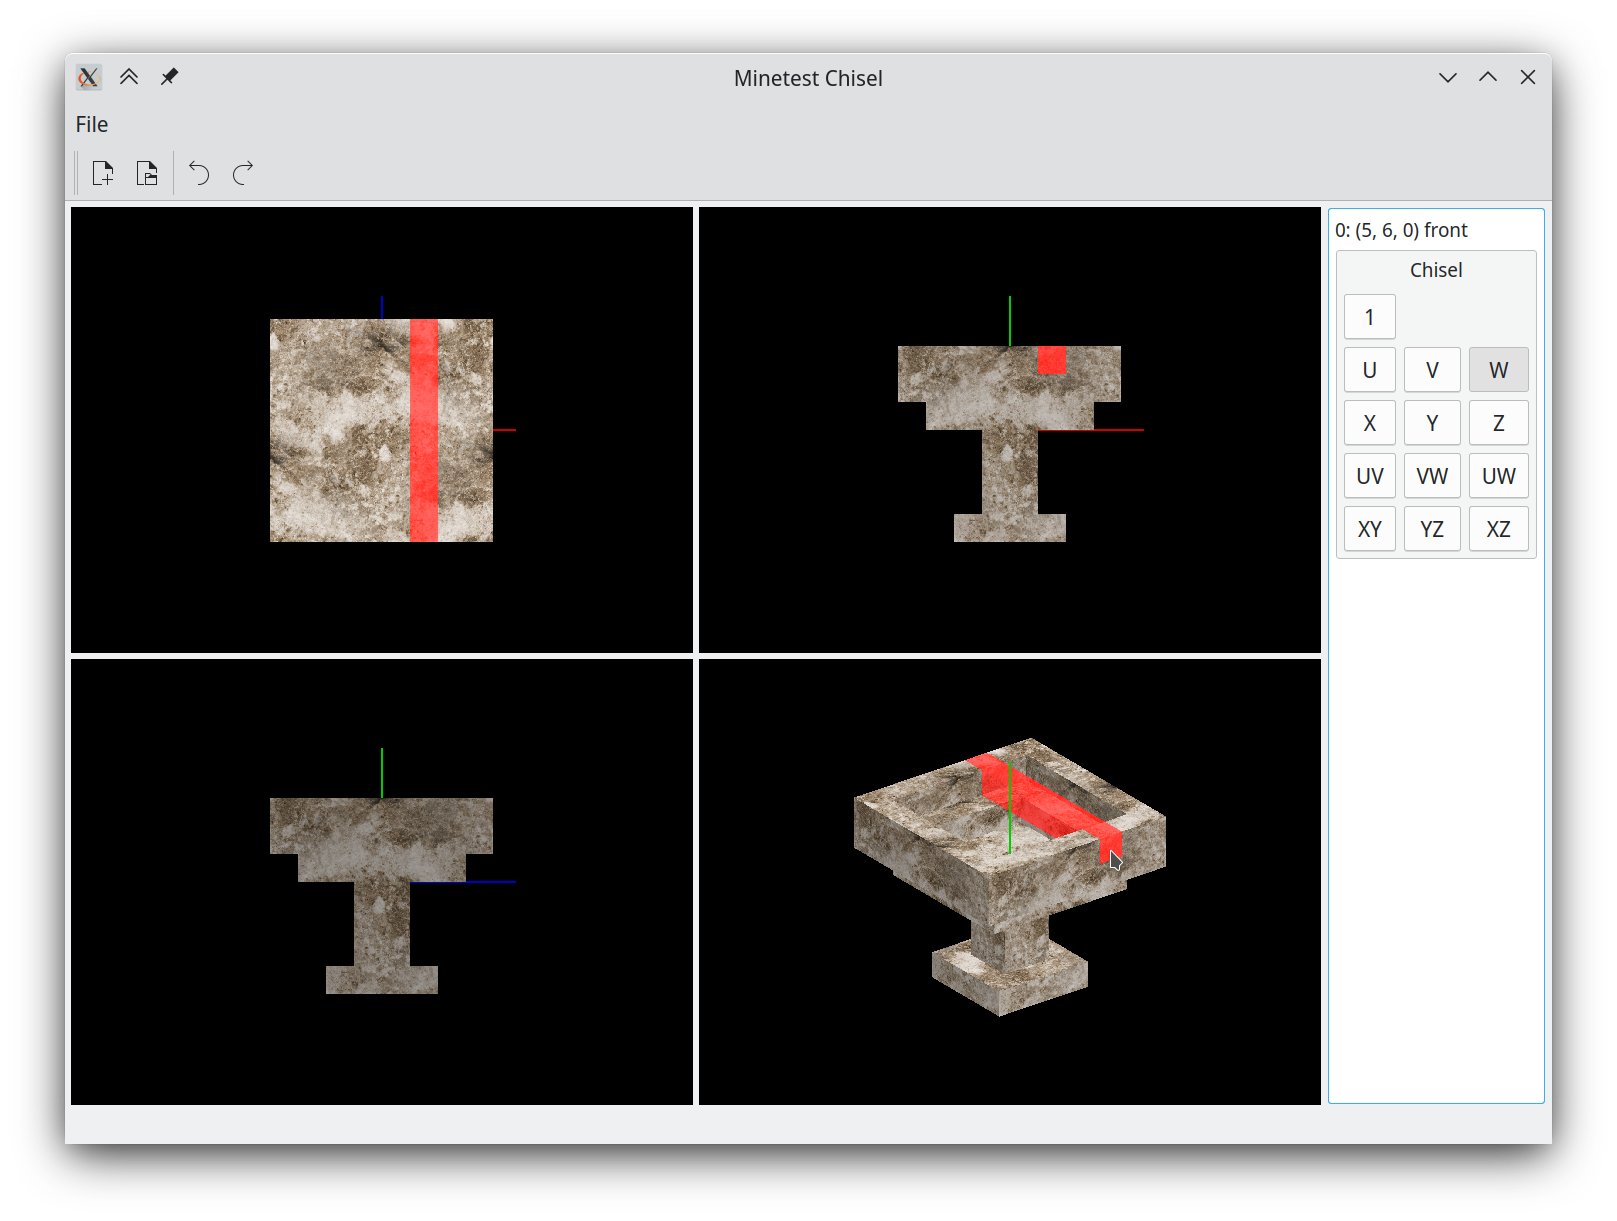 Minetest Chisel
File
0: (5, 6, 0) front
Chisel
1
U V W
X Y Z
UV VW UW
XY YZ XZ